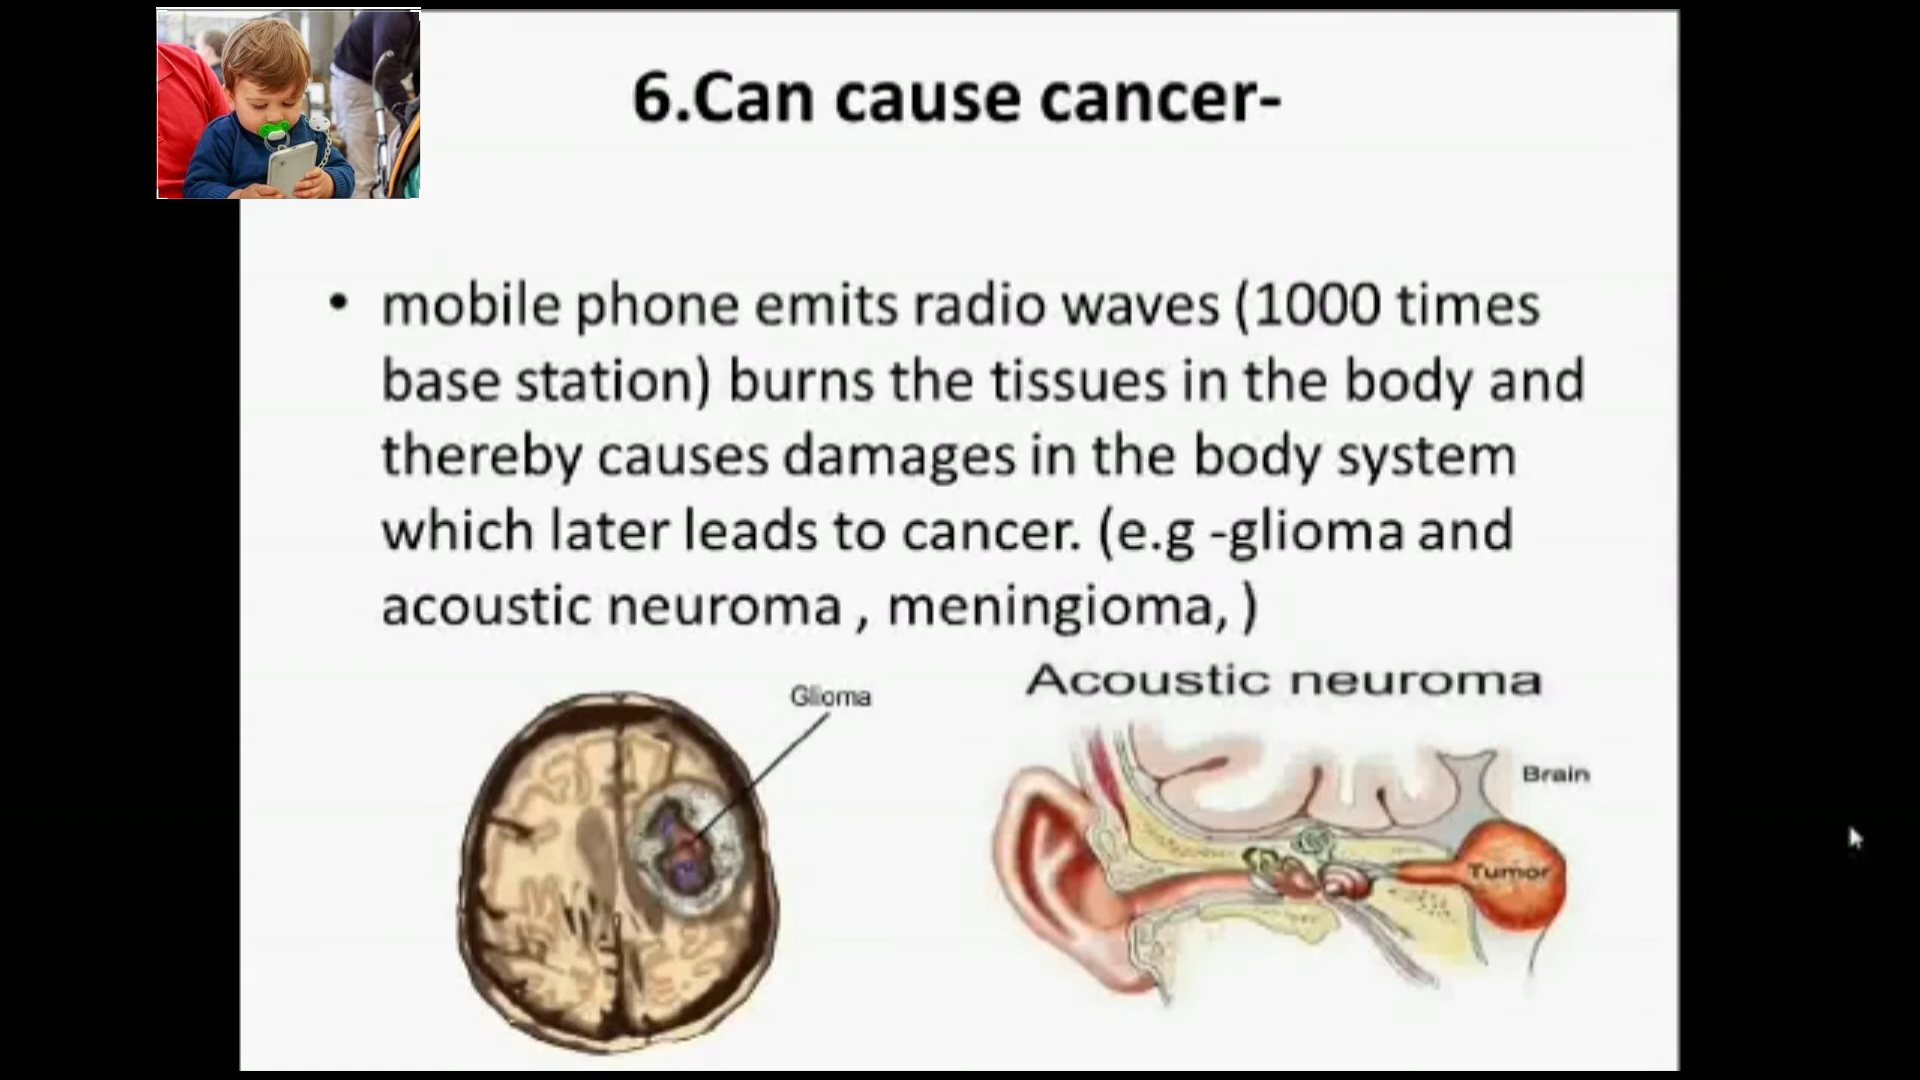 6.Can cause cancer-
• mobile phone emits radio waves (1000 times
base station) burns the tissues in the body and
thereby causes damages in the body system
which later leads to cancer. (e.g -glioma and
acoustic neuroma , meningioma, )
Glioma
Acoustic neuroma
Brain
Tumor